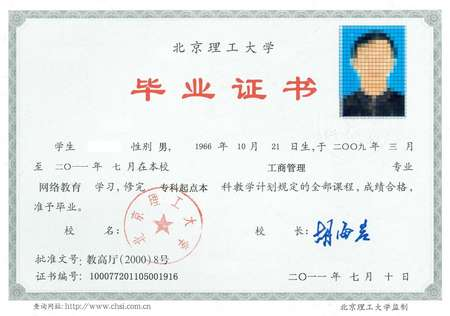 北京理工大学
毕业证书
学生 性别 男，1966 年 10 月 21 日生，于二〇〇九年 三月
至 二〇一一年 七月在本校 工商管理 专业
网络教育 学习，修完 专科起点本 科教学计划规定的全部课程，成绩合格，
准予毕业。
校 名： 校 长： 胡海岩
北京理工大学
批准文号：教高厅(2000)8号
证书编号：100077201105001916 二〇一一年 七月 十日
查询网址：http://www.chsi.com.cn 北京理工大学监制